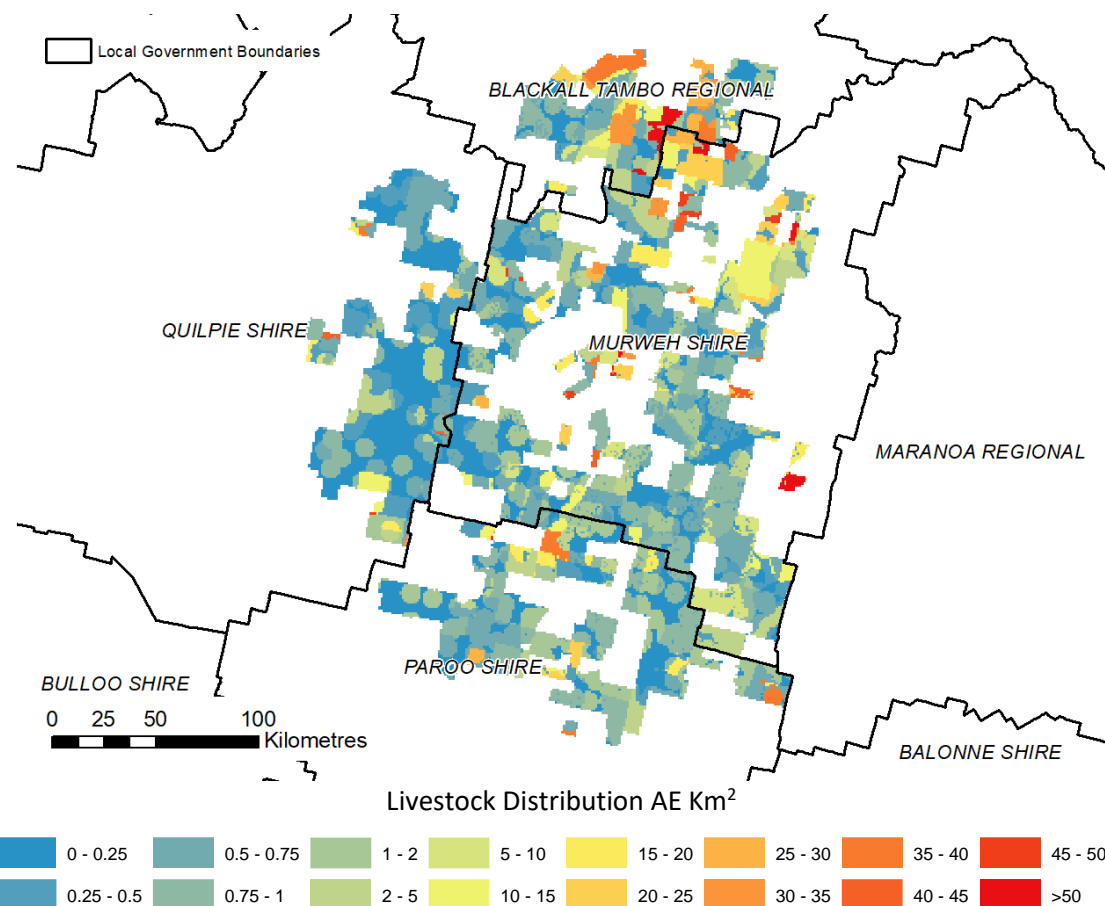 Local Government Boundaries
BLACKALL TAMBO REGIONAL
QUILPIE SHIRE
MURWEH SHIRE
MARANOA REGIONAL
PAROO SHIRE
BULLOO SHIRE
BALONNE SHIRE
0 25 50 100
Kilometres
Livestock Distribution AE Km²
0 - 0.25 0.5 - 0.75 1 - 2 5 - 10 15 - 20 25 - 30 35 - 40 45 - 50
0.25 - 0.5 0.75 - 1 2 - 5 10 - 15 20 - 25 30 - 35 40 - 45 >50